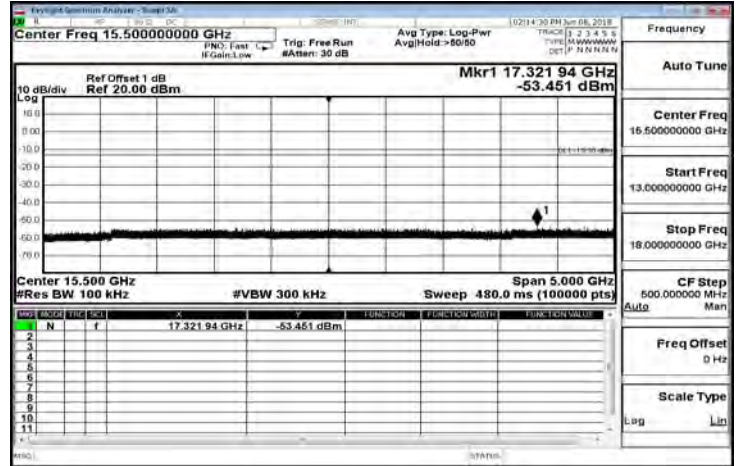 Keysight Spectrum Analyzer - Swept SA
02:14:30 PM Jun 08, 2018
Center Freq 15.500000000 GHz
PNO: Fast
IFGain:Low
Trig: Free Run
#Atten: 30 dB
Avg Type: Log-Pwr
Avg|Hold:>50/50
TRACE 1 2 3 4 5 6
TYPE M WWWWW
DET P N N N N N
Ref Offset 1 dB
Ref 20.00 dBm
10 dB/div
Log
Mkr1 17.321 94 GHz
-53.451 dBm
10.0
0.00
-10.0
-20.0
-30.0
-40.0
-50.0
-60.0
-70.0
1
Center 15.500 GHz
#Res BW 100 kHz
#VBW 300 kHz
Span 5.000 GHz
Sweep 480.0 ms (100000 pts)
MKR MODE TRC SCL X Y FUNCTION FUNCTION WIDTH FUNCTION VALUE
1 N f 17.321 94 GHz -53.451 dBm
2
3
4
5
6
7
8
9
10
11
MSG
STATUS
Frequency
Auto Tune
Center Freq
15.500000000 GHz
Start Freq
13.000000000 GHz
Stop Freq
18.000000000 GHz
CF Step
500.000000 MHz
Auto Man
Freq Offset
0 Hz
Scale Type
Log Lin